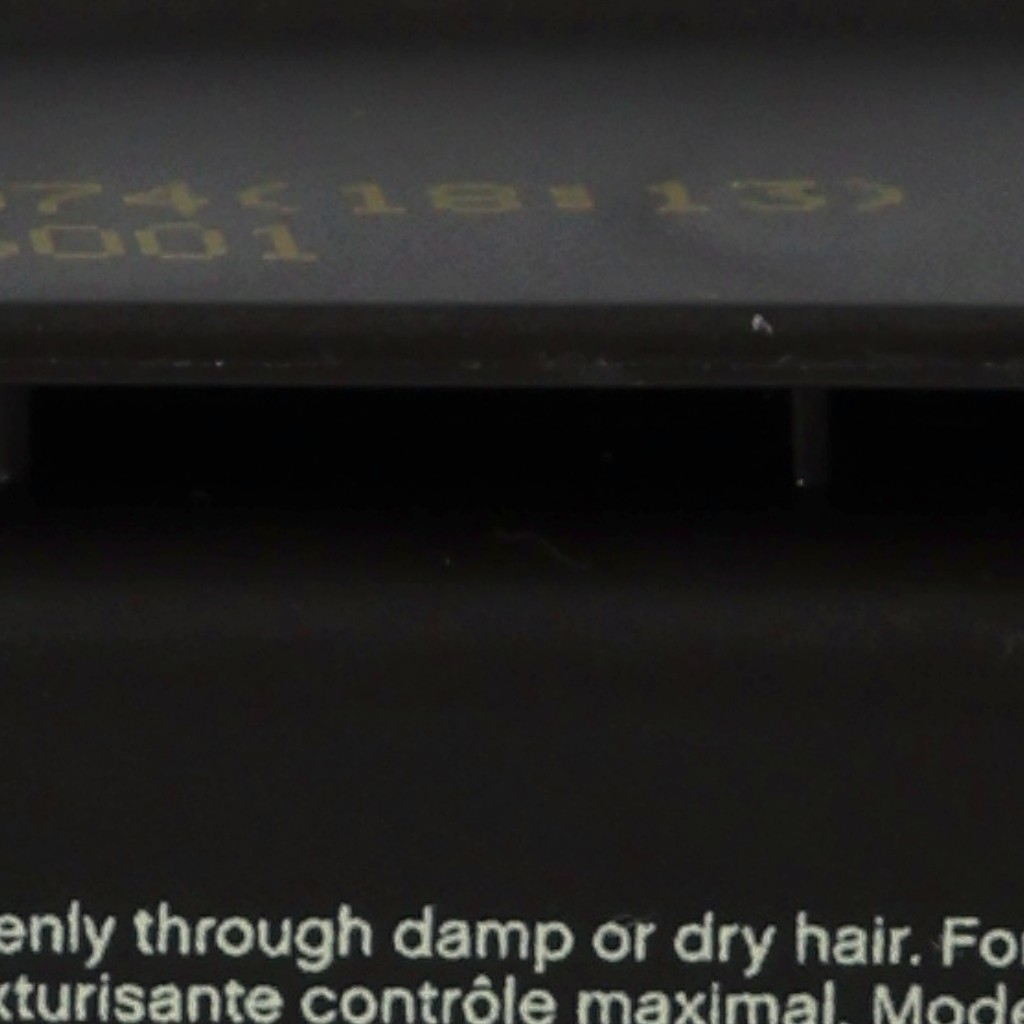 74(18:13)
001
enly through damp or dry hair. For
xturisante contrôle maximal. Mode